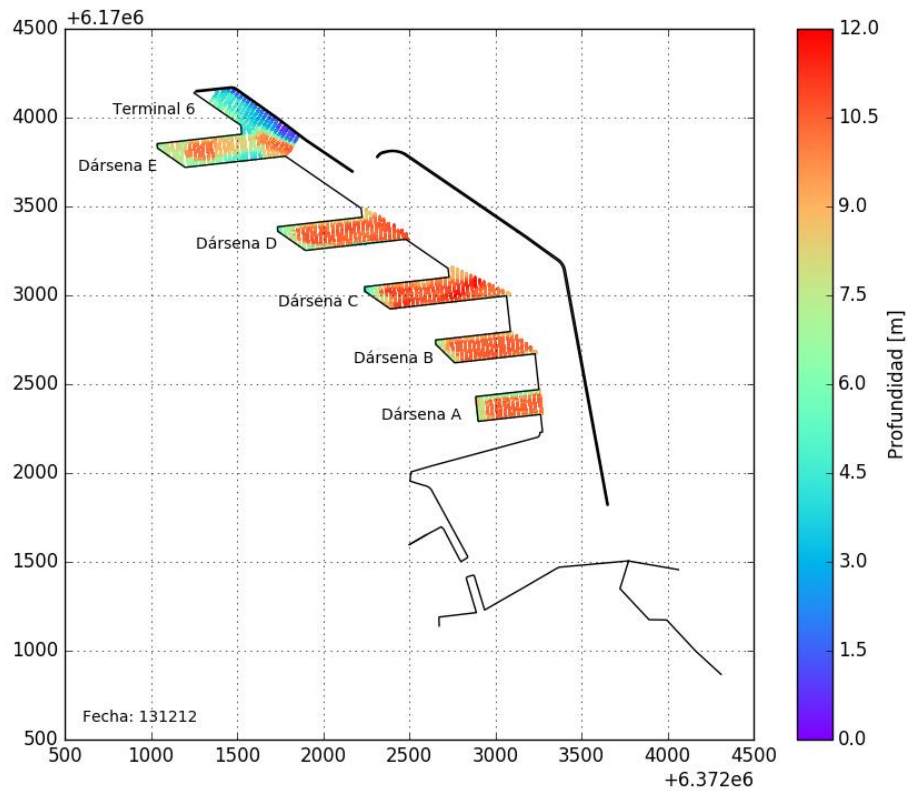 +6.17e6
4500
4000
3500
3000
2500
2000
1500
1000
500
Terminal 6
Dársena E
Dársena D
Dársena C
Dársena B
Dársena A
Fecha: 131212
500 1000 1500 2000 2500 3000 3500 4000 4500
+6.372e6
12.0
10.5
9.0
7.5
6.0
4.5
3.0
1.5
0.0
Profundidad [m]